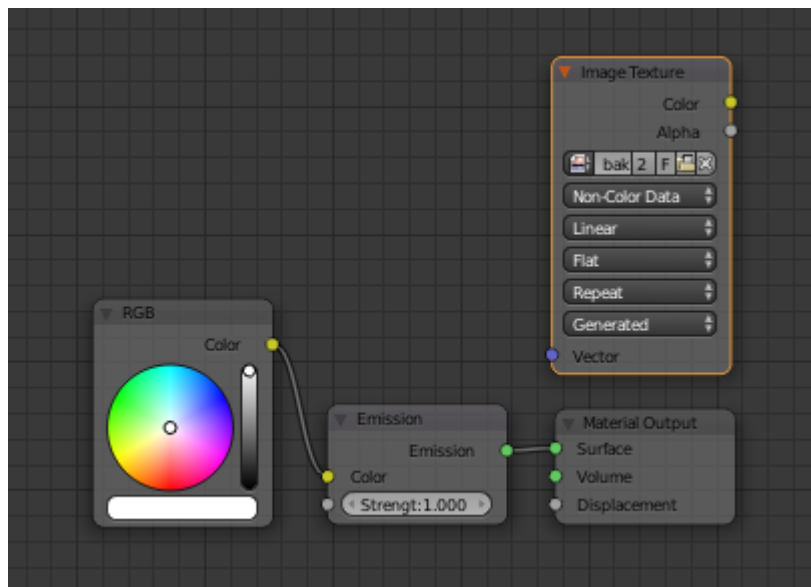 Image Texture
Color
Alpha
bak 2 F
Non-Color Data
Linear
Flat
Repeat
Generated
Vector
RGB
Color
Emission
Emission
Color
Strengt:1.000
Material Output
Surface
Volume
Displacement